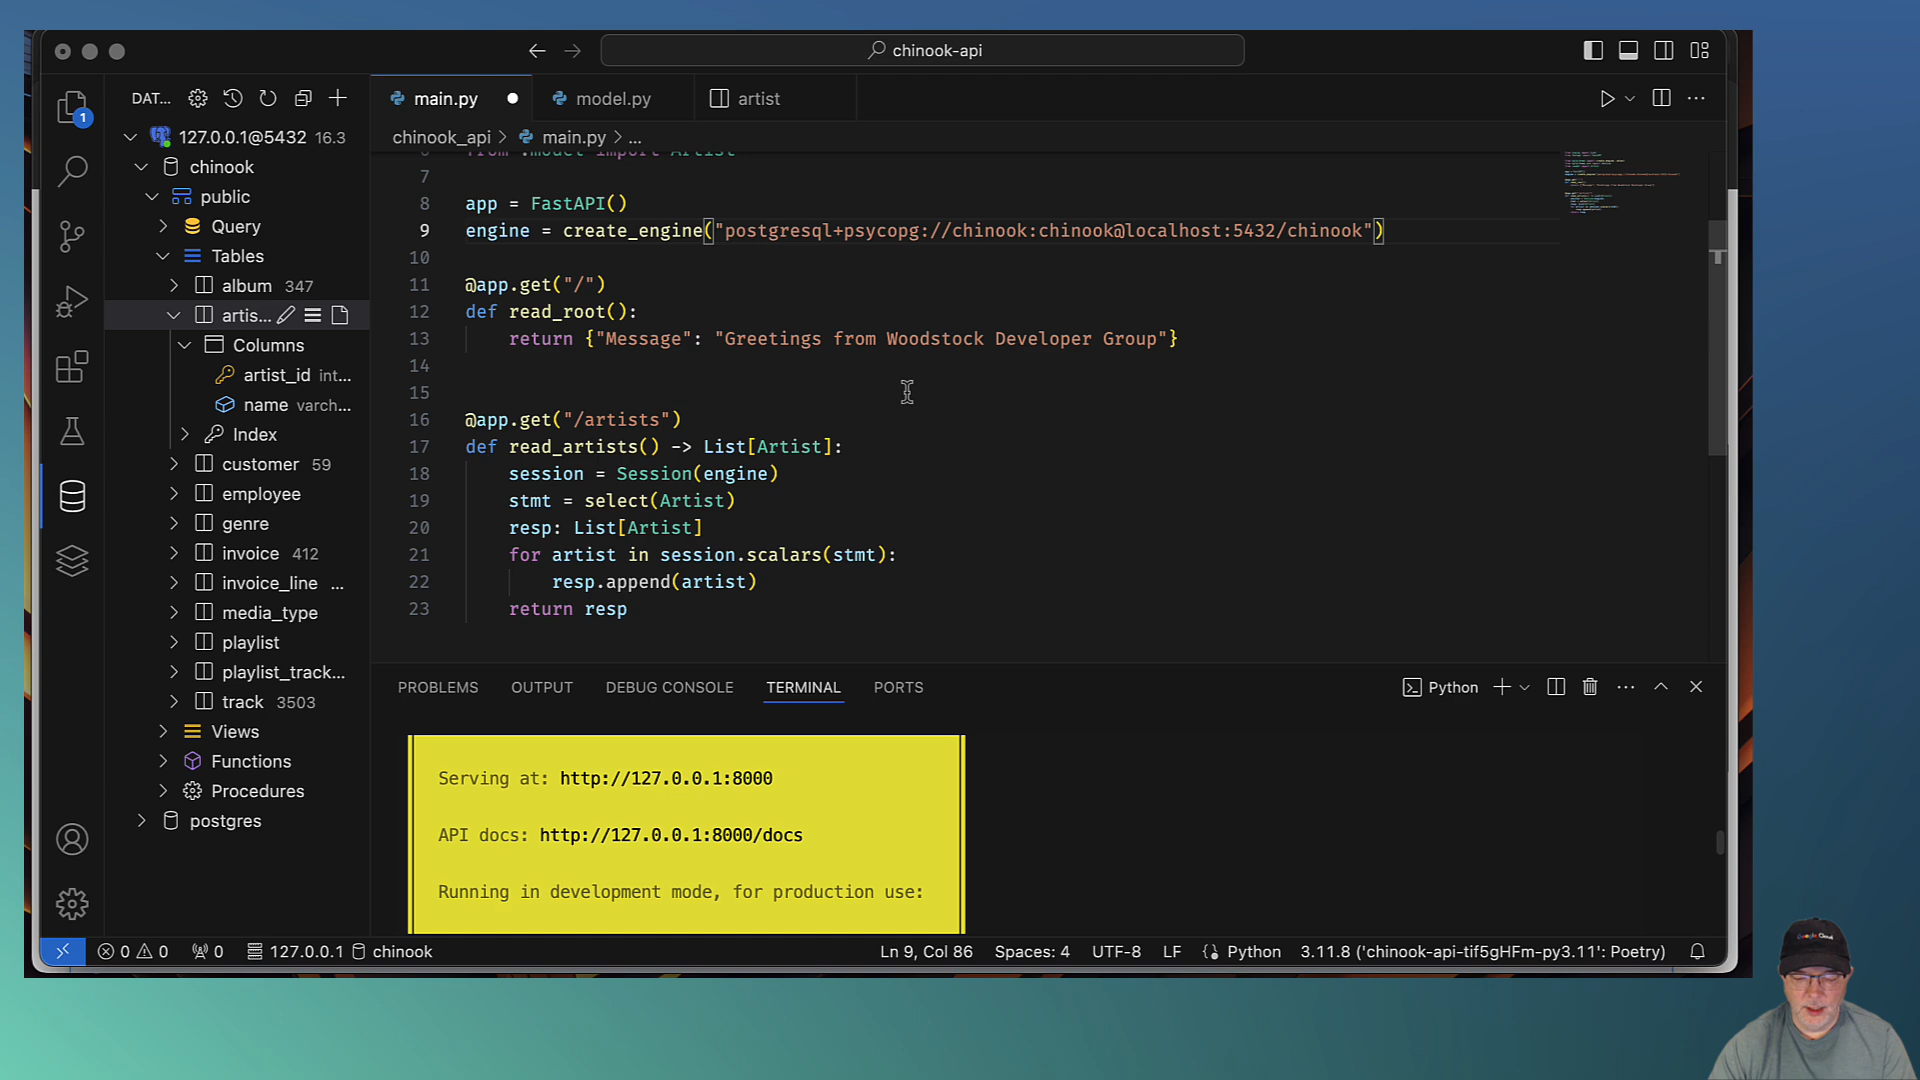 chinook-api
DAT...
main.py
model.py
artist
1
127.0.0.1@5432 16.3
chinook_api > main.py > ...
chinook
public
Query
Tables
album 347
artis...
Columns
artist_id int...
name varch...
Index
customer 59
employee
genre
invoice 412
invoice_line ...
media_type
playlist
playlist_track...
track 3503
Views
Functions
Procedures
postgres
6 from .model import Artist
7
8 app = FastAPI()
9 engine = create_engine("postgresql+psycopg://chinook:chinook@localhost:5432/chinook")
10
11 @app.get("/")
12 def read_root():
13 return {"Message": "Greetings from Woodstock Developer Group"}
14
15
16 @app.get("/artists")
17 def read_artists() -> List[Artist]:
18 session = Session(engine)
19 stmt = select(Artist)
20 resp: List[Artist]
21 for artist in session.scalars(stmt):
22 resp.append(artist)
23 return resp
PROBLEMS OUTPUT DEBUG CONSOLE TERMINAL PORTS
Python
Serving at: http://127.0.0.1:8000
API docs: http://127.0.0.1:8000/docs
Running in development mode, for production use:
0 0 0 127.0.0.1 chinook
Ln 9, Col 86 Spaces: 4 UTF-8 LF Python 3.11.8 ('chinook-api-tif5gHFm-py3.11': Poetry)
Google Cloud